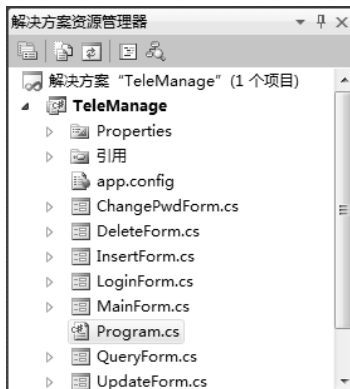 解决方案资源管理器
解决方案“TeleManage”(1 个项目)
TeleManage
Properties
引用
app.config
ChangePwdForm.cs
DeleteForm.cs
InsertForm.cs
LoginForm.cs
MainForm.cs
Program.cs
QueryForm.cs
UpdateForm.cs